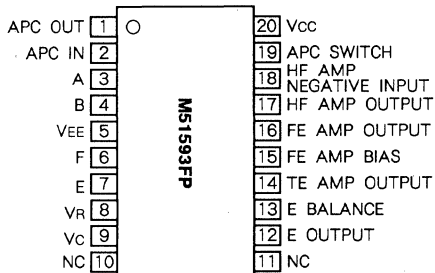 APC OUT 1
APC IN 2
A 3
B 4
VEE 5
F 6
E 7
VR 8
VC 9
NC 10
M51593FP
20 VCC
19 APC SWITCH
18 HF AMP
NEGATIVE INPUT
17 HF AMP OUTPUT
16 FE AMP OUTPUT
15 FE AMP BIAS
14 TE AMP OUTPUT
13 E BALANCE
12 E OUTPUT
11 NC